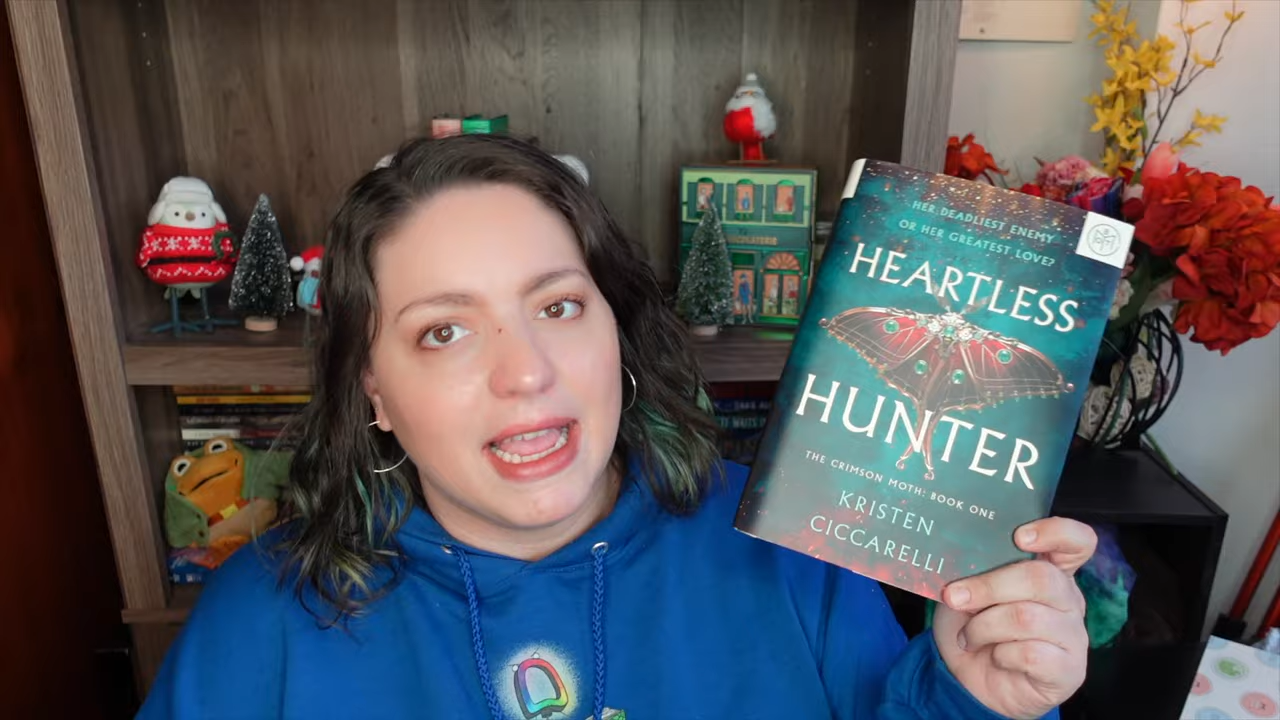 HER DEADLIEST ENEMY
OR HER GREATEST LOVE?
HEARTLESS
HUNTER
THE CRIMSON MOTH: BOOK ONE
KRISTEN
CICCARELLI